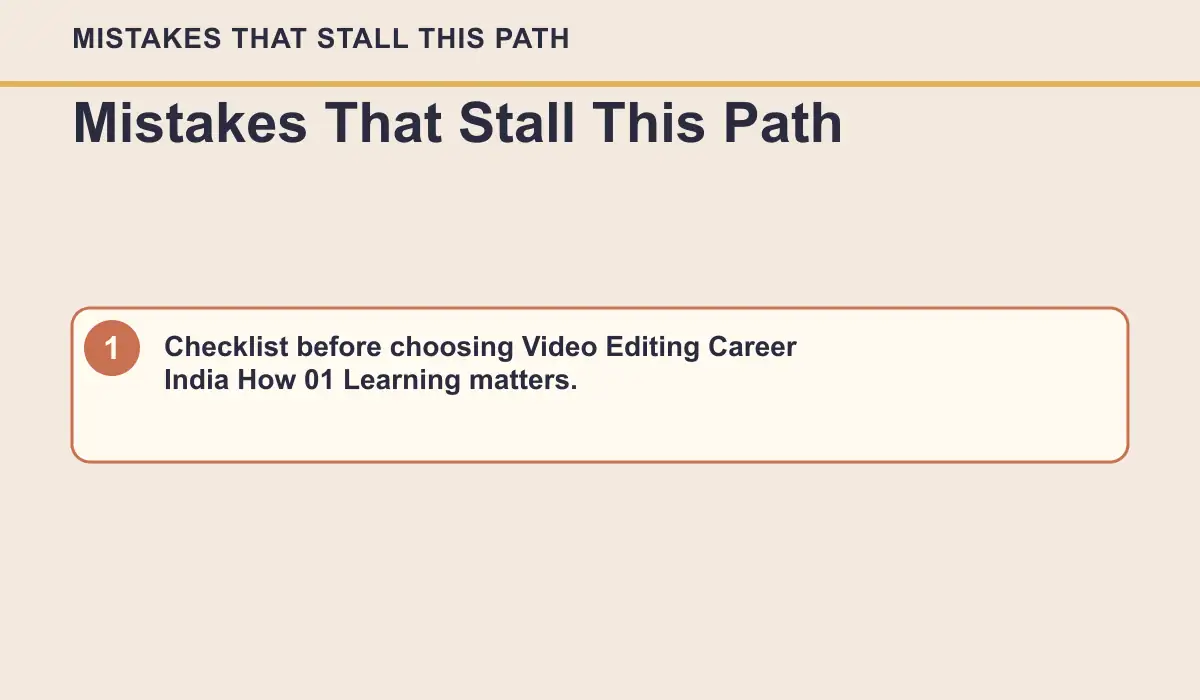 MISTAKES THAT STALL THIS PATH
Mistakes That Stall This Path
1
Checklist before choosing Video Editing Career
India How 01 Learning matters.